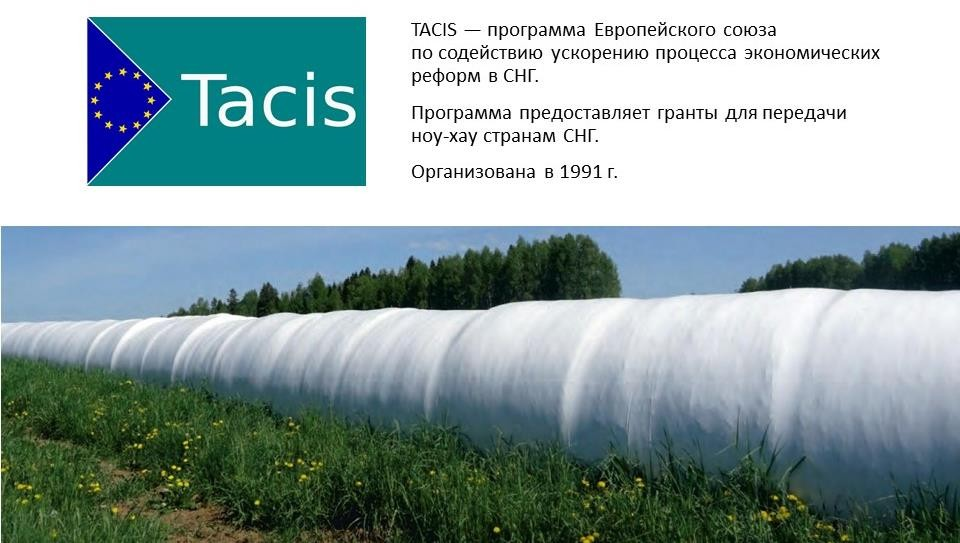 Tacis
TACIS — программа Европейского союза
по содействию ускорению процесса экономических
реформ в СНГ.
Программа предоставляет гранты для передачи
ноу-хау странам СНГ.
Организована в 1991 г.